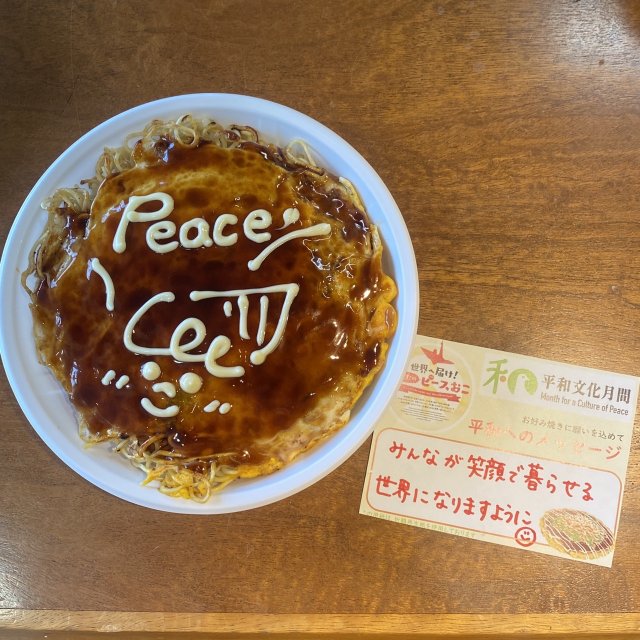 Peace
世界へ届け!
ピースおこ
平和文化月間
Month for a Culture of Peace
お好み焼きに願いを込めて
平和へのメッセージ
みんなが笑顔で暮らせる
世界になりますように